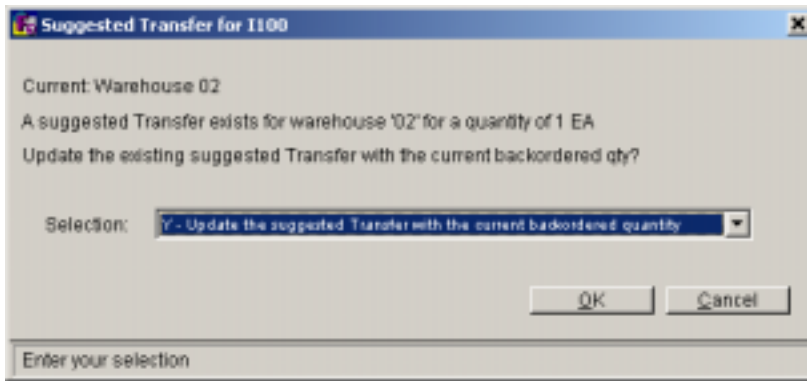 Suggested Transfer for I100
Current: Warehouse 02
A suggested Transfer exists for warehouse '02' for a quantity of 1 EA
Update the existing suggested Transfer with the current backordered qty?
Selection: Y - Update the suggested Transfer with the current backordered quantity
OK Cancel
Enter your selection